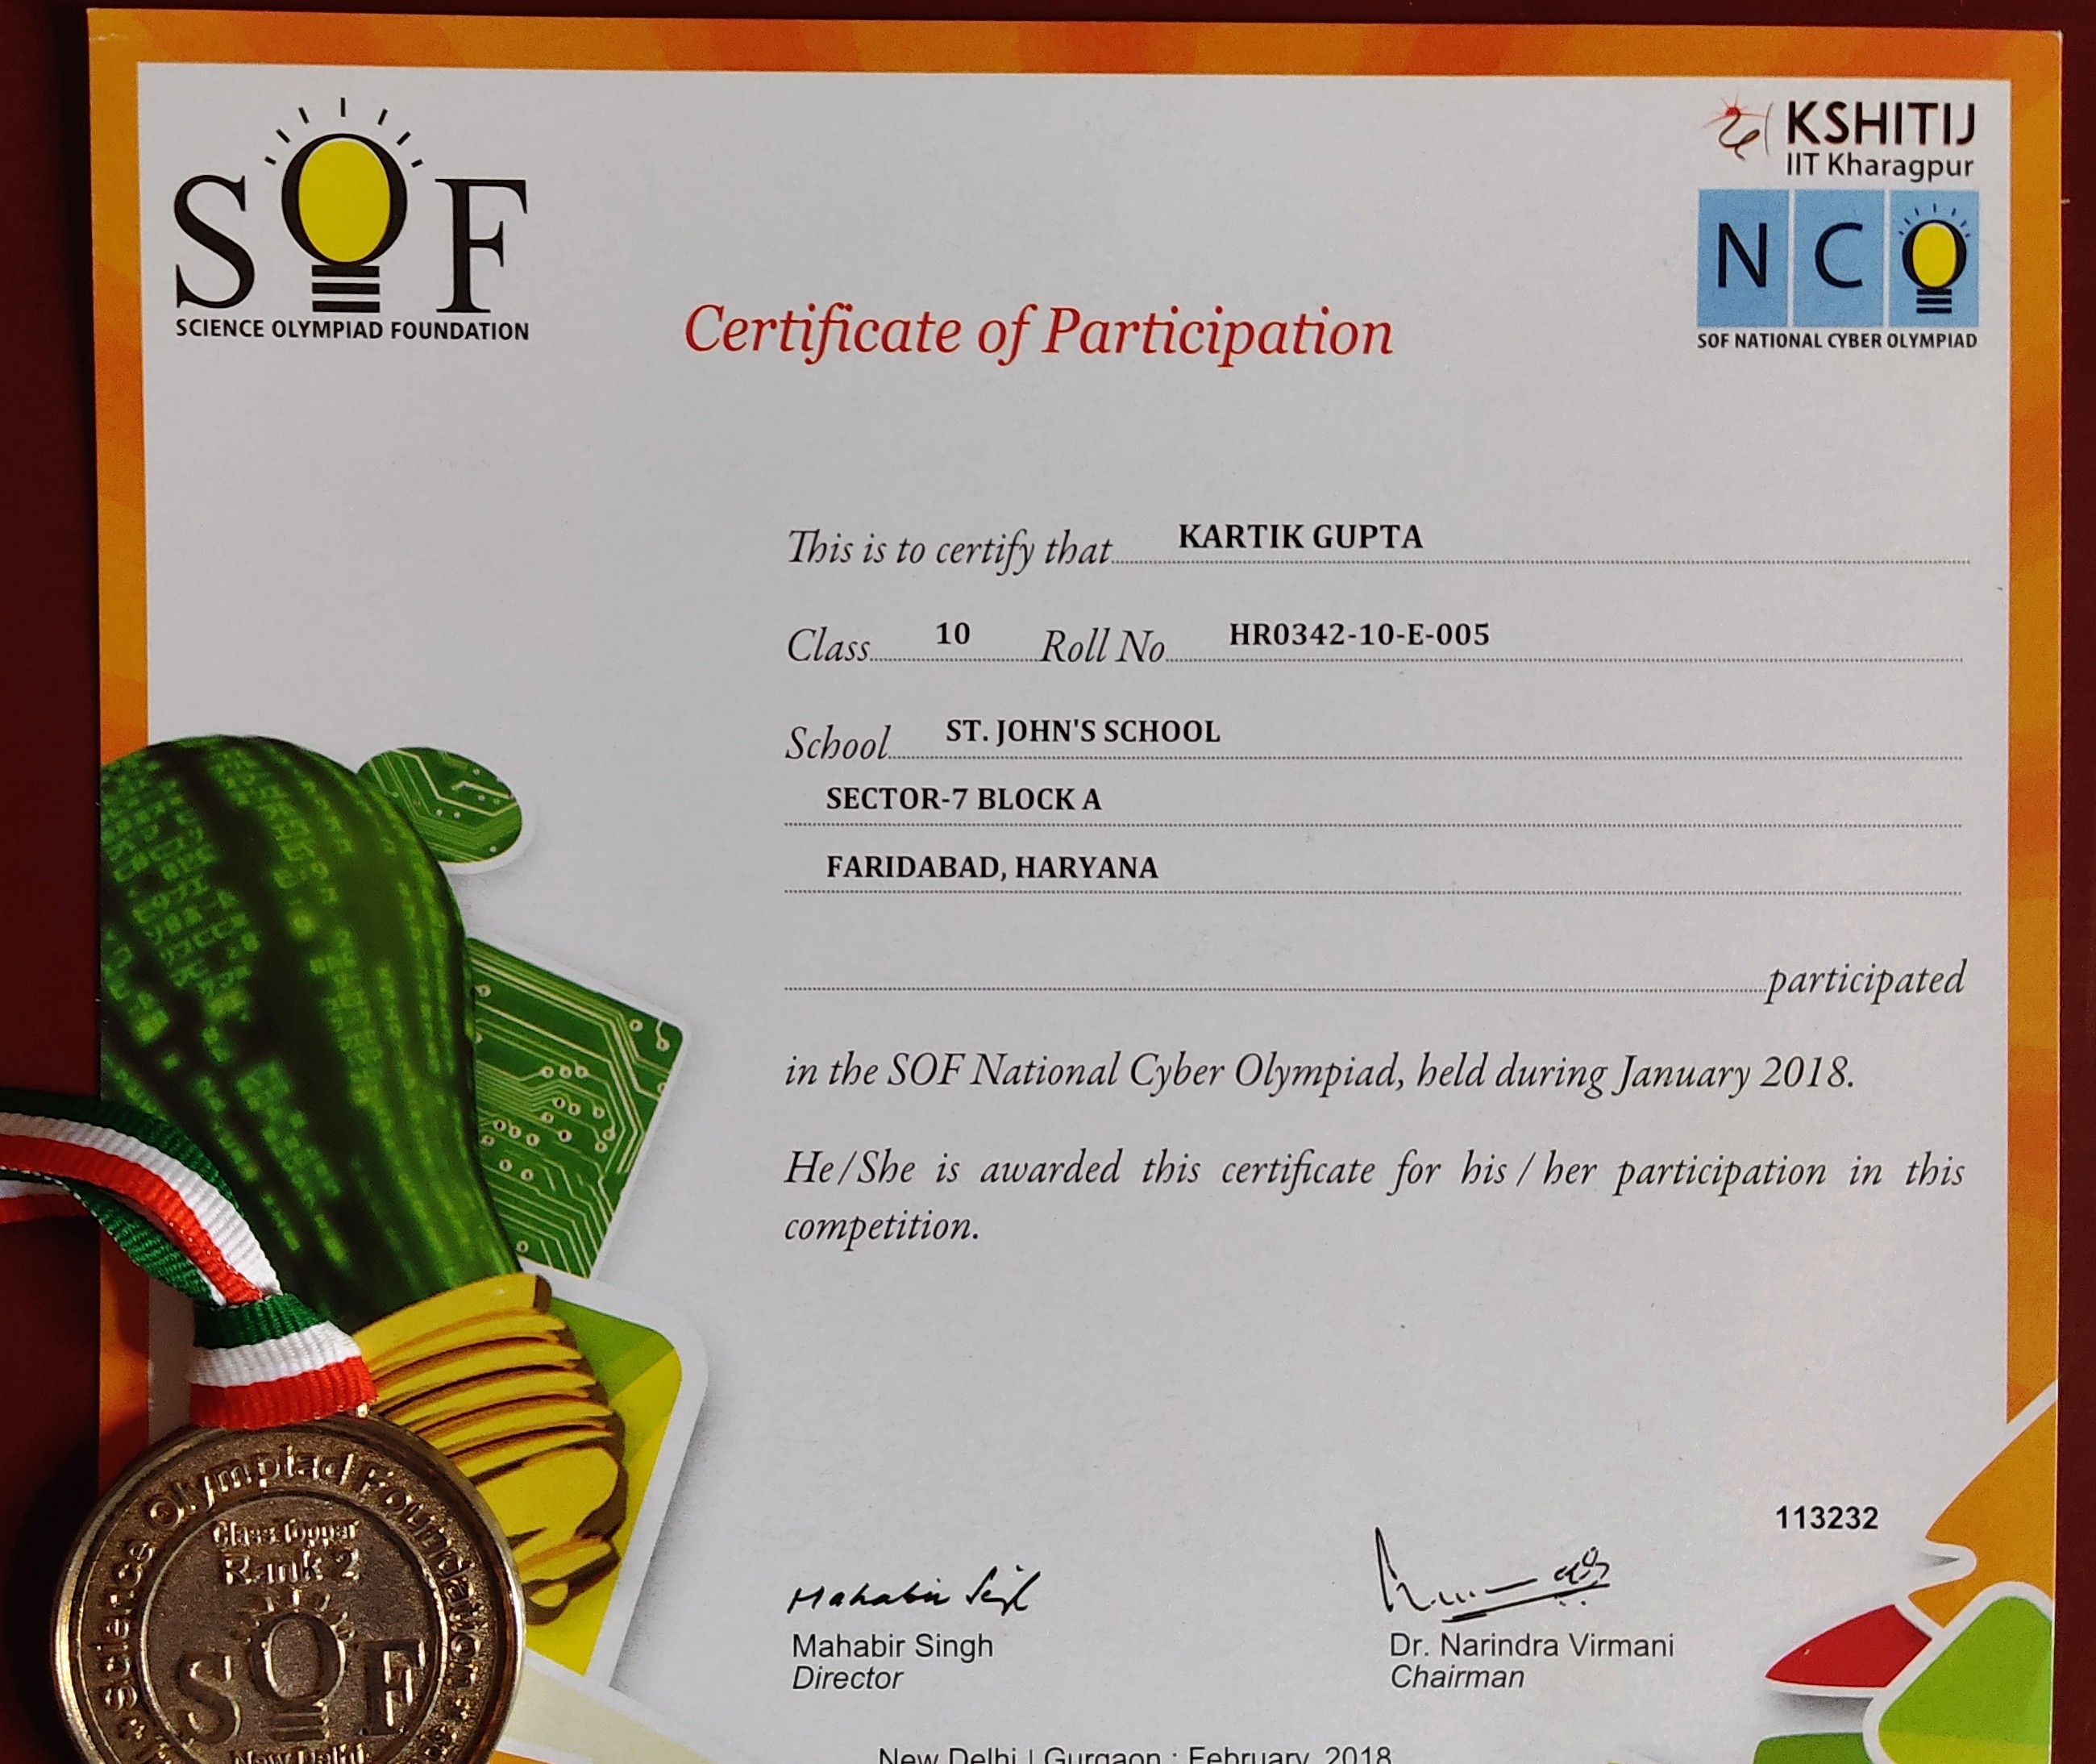 SOF
SCIENCE OLYMPIAD FOUNDATION
KSHITIJ
IIT Kharagpur
NCO
SOF NATIONAL CYBER OLYMPIAD
Certificate of Participation
This is to certify that KARTIK GUPTA
Class 10 Roll No HR0342-10-E-005
School ST. JOHN'S SCHOOL
SECTOR-7 BLOCK A
FARIDABAD, HARYANA
participated
in the SOF National Cyber Olympiad, held during January 2018.
He/She is awarded this certificate for his / her participation in this
competition.
113232
Mahabir Singh
Mahabir Singh
Director
Dr. Narindra Virmani
Chairman
New Delhi | Gurgaon : February, 2018
Science Olympiad Foundation
Class Topper
Rank 2
SOF
New Delhi